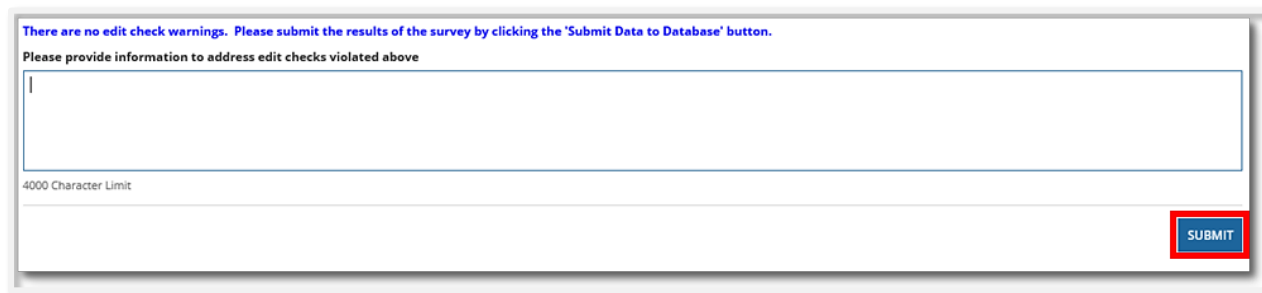 There are no edit check warnings. Please submit the results of the survey by clicking the 'Submit Data to Database' button.
Please provide information to address edit checks violated above
4000 Character Limit
SUBMIT